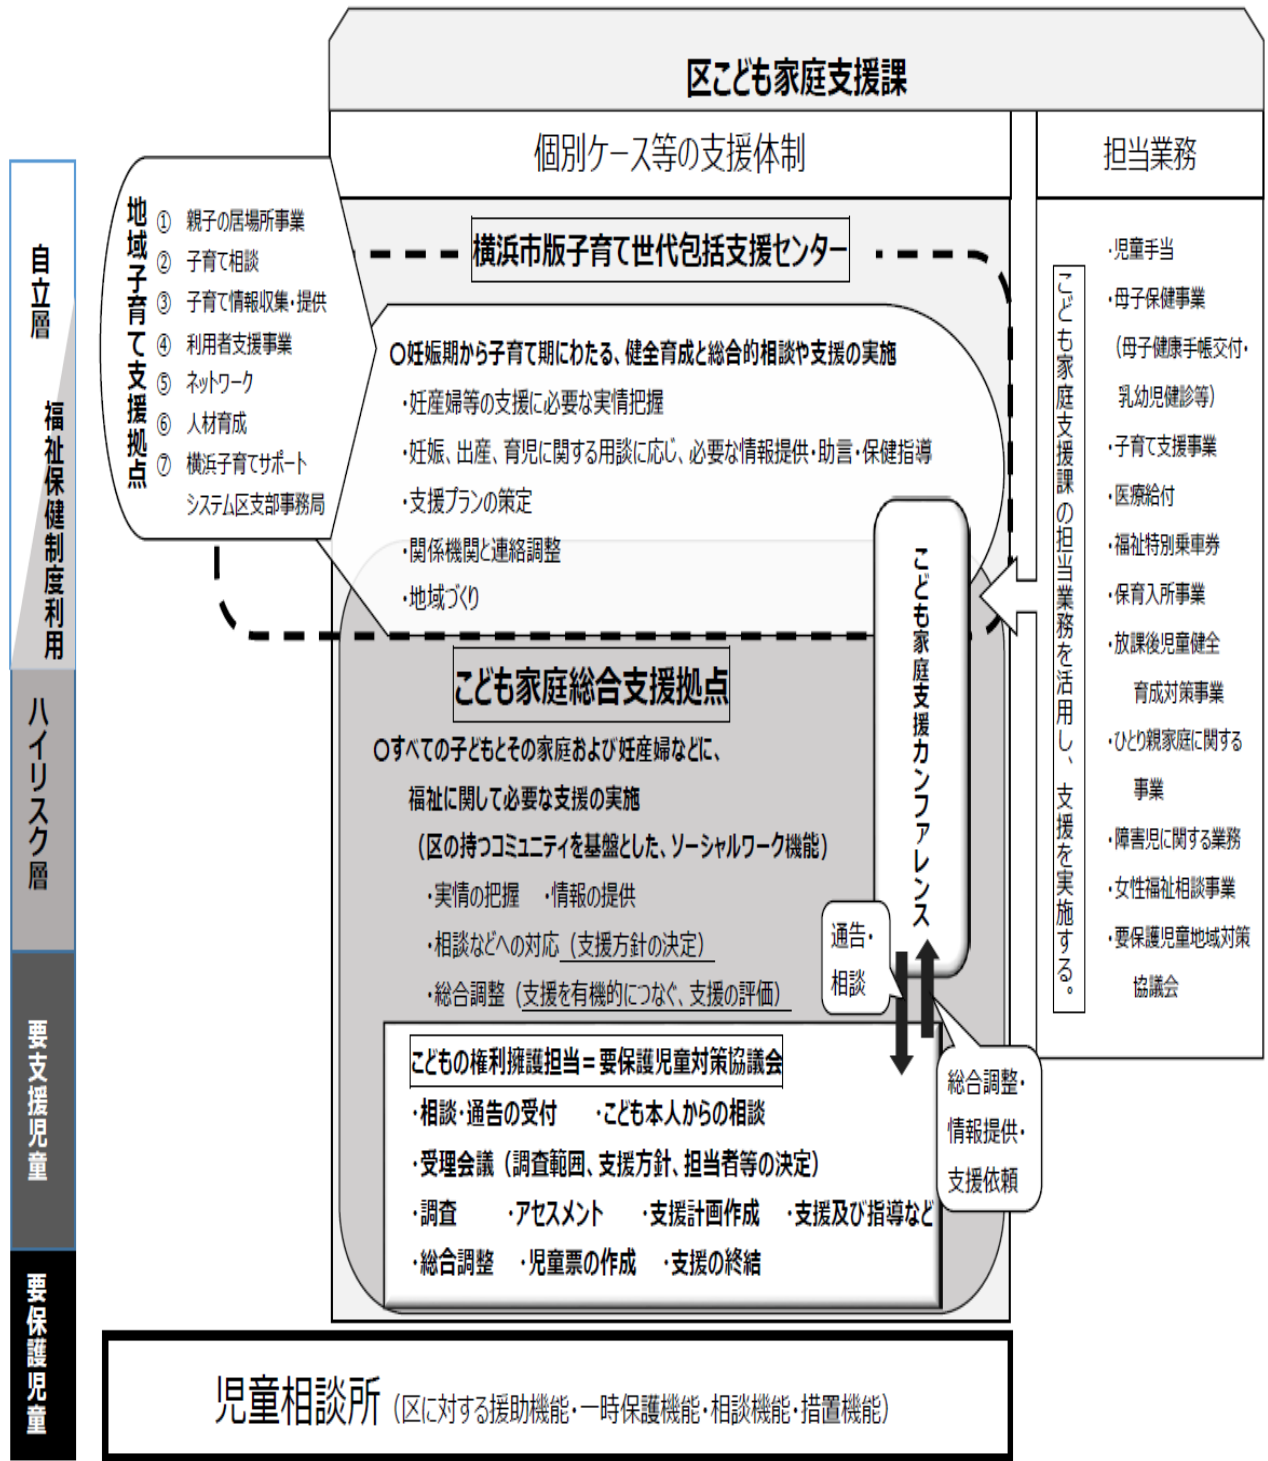 区こども家庭支援課
個別ケース等の支援体制
担当業務
自立層
福祉保健制度利用
ハイリスク層
要支援児童
要保護児童
地域子育て支援拠点
① 親子の居場所事業
② 子育て相談
③ 子育て情報収集・提供
④ 利用者支援事業
⑤ ネットワーク
⑥ 人材育成
⑦ 横浜子育てサポート
システム区支部事務局
横浜市版子育て世代包括支援センター
〇妊娠期から子育て期にわたる、健全育成と総合的相談や支援の実施
・妊産婦等の支援に必要な実情把握
・妊娠、出産、育児に関する用談に応じ、必要な情報提供・助言・保健指導
・支援プランの策定
・関係機関と連絡調整
・地域づくり
こども家庭総合支援拠点
〇すべての子どもとその家庭および妊産婦などに、
福祉に関して必要な支援の実施
（区の持つコミュニティを基盤とした、ソーシャルワーク機能）
・実情の把握 ・情報の提供
・相談などへの対応（支援方針の決定）
・総合調整（支援を有機的につなぐ、支援の評価）
こどもの権利擁護担当＝要保護児童対策協議会
・相談・通告の受付 ・こども本人からの相談
・受理会議（調査範囲、支援方針、担当者等の決定）
・調査 ・アセスメント ・支援計画作成 ・支援及び指導など
・総合調整 ・児童票の作成 ・支援の終結
こども家庭支援カンファレンス
通告・
相談
総合調整・
情報提供・
支援依頼
こども家庭支援課の担当業務を活用し、支援を実施する。
・児童手当
・母子保健事業
（母子健康手帳交付・
乳幼児健診等）
・子育て支援事業
・医療給付
・福祉特別乗車券
・保育入所事業
・放課後児童健全
育成対策事業
・ひとり親家庭に関する
事業
・障害児に関する業務
・女性福祉相談事業
・要保護児童地域対策
協議会
児童相談所（区に対する援助機能・一時保護機能・相談機能・措置機能）